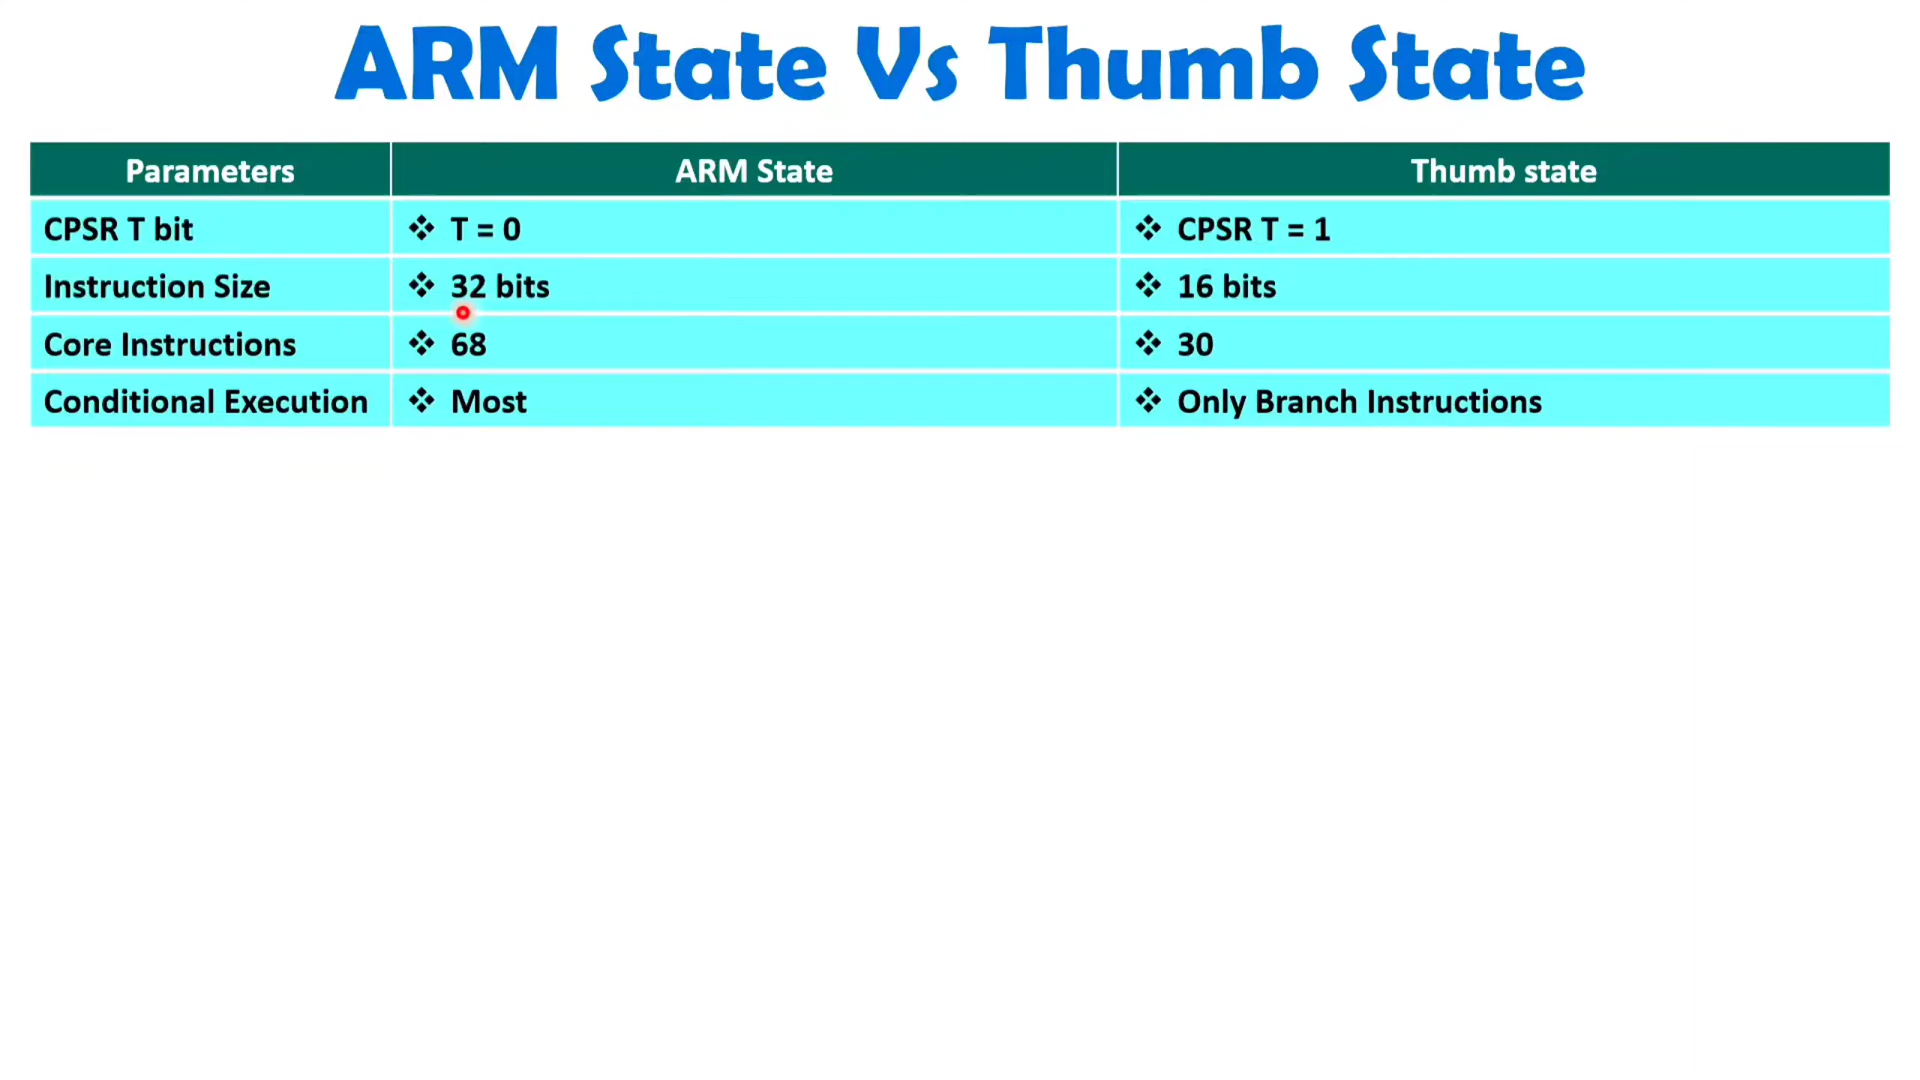 ARM State Vs Thumb State
Parameters ARM State Thumb state
CPSR T bit ❖ T = 0 ❖ CPSR T = 1
Instruction Size ❖ 32 bits ❖ 16 bits
Core Instructions ❖ 68 ❖ 30
Conditional Execution ❖ Most ❖ Only Branch Instructions